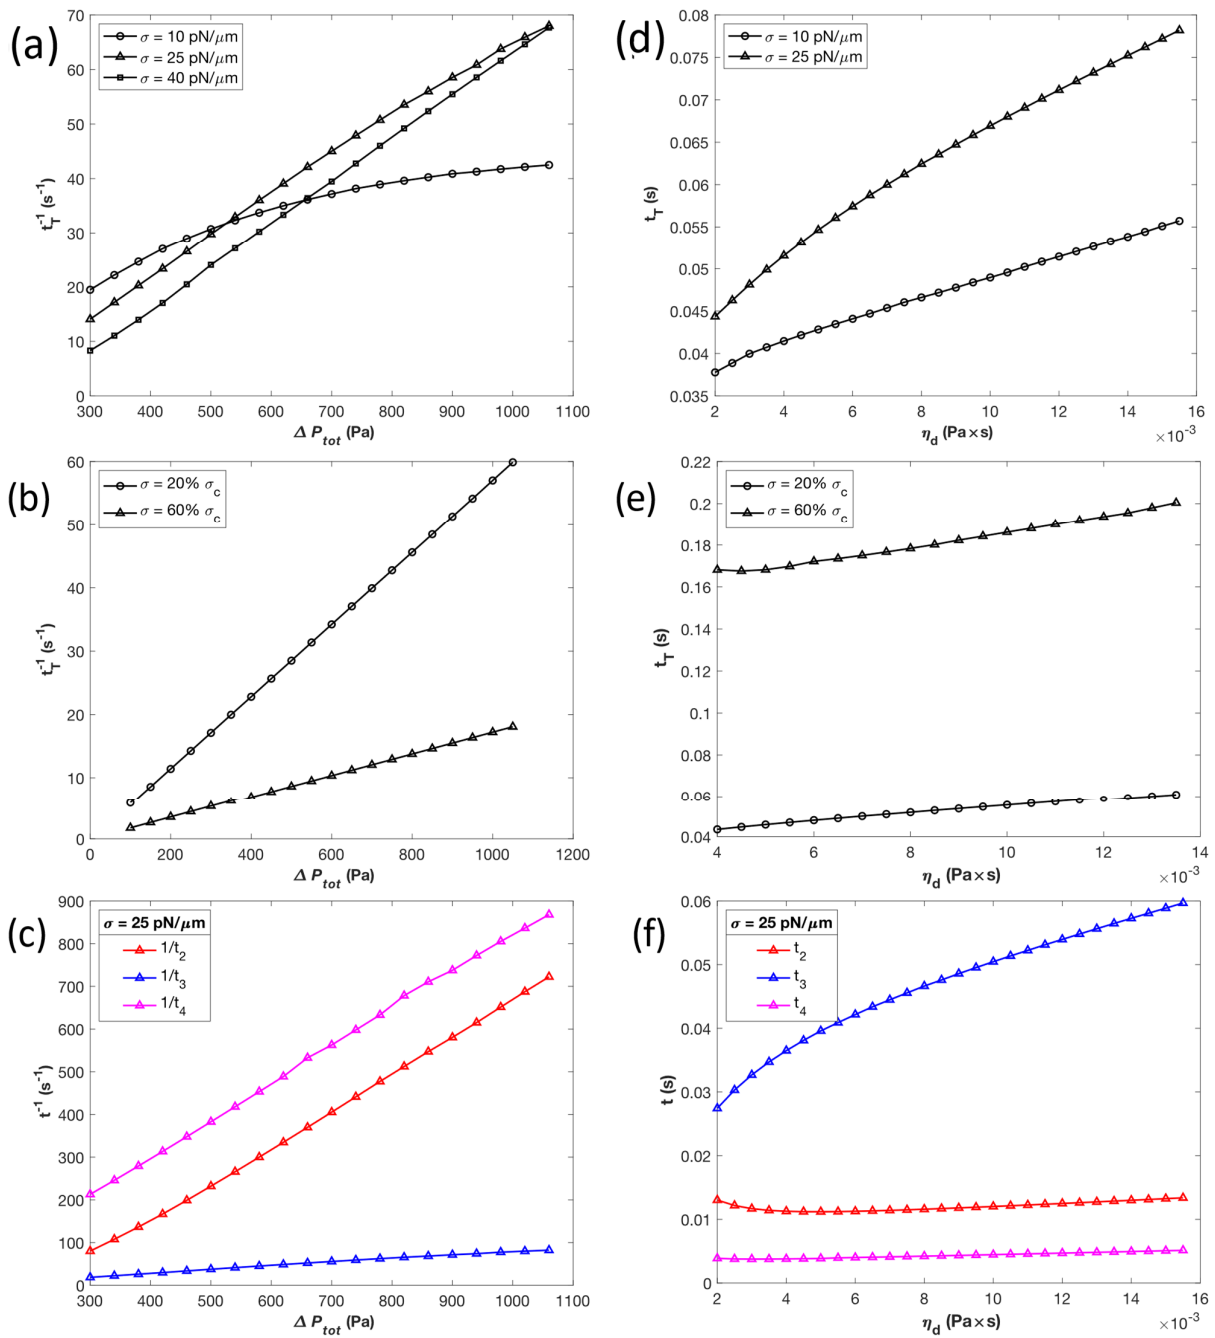 (a)
σ = 10 pN/μm
σ = 25 pN/μm
σ = 40 pN/μm
70
60
50
40
30
20
10
0
t_T^-1 (s^-1)
300 400 500 600 700 800 900 1000 1100
Δ P_tot (Pa)
(d)
σ = 10 pN/μm
σ = 25 pN/μm
0.08
0.075
0.07
0.065
0.06
0.055
0.05
0.045
0.04
0.035
t_T (s)
2 4 6 8 10 12 14 16
η_d (Pa×s)
×10^-3
(b)
σ = 20% σ_c
σ = 60% σ_c
60
50
40
30
20
10
0
t_T^-1 (s^-1)
0 200 400 600 800 1000 1200
Δ P_tot (Pa)
(e)
σ = 20% σ_c
σ = 60% σ_c
0.22
0.2
0.18
0.16
0.14
0.12
0.1
0.08
0.06
0.04
t_T (s)
4 6 8 10 12 14
η_d (Pa×s)
×10^-3
(c)
σ = 25 pN/μm
1/t_2
1/t_3
1/t_4
900
800
700
600
500
400
300
200
100
0
t^-1 (s^-1)
300 400 500 600 700 800 900 1000 1100
Δ P_tot (Pa)
(f)
σ = 25 pN/μm
t_2
t_3
t_4
0.06
0.05
0.04
0.03
0.02
0.01
0
t (s)
2 4 6 8 10 12 14 16
η_d (Pa×s)
×10^-3